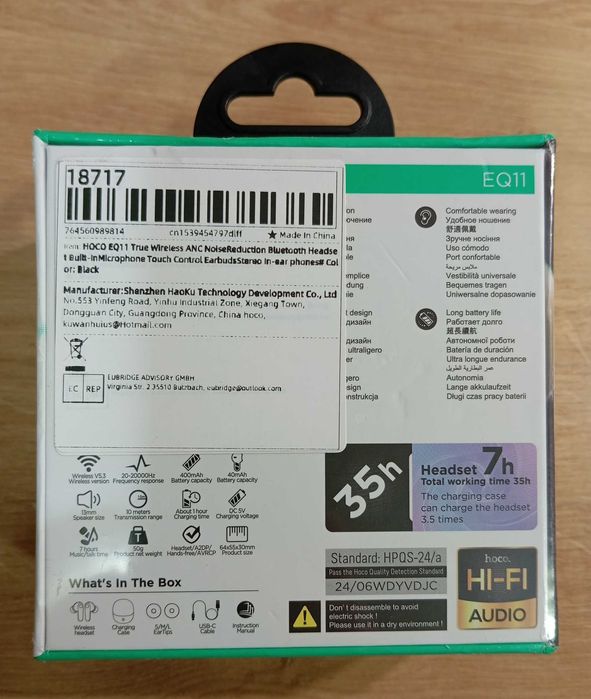 18717
764560989814
cn1539454797diff
★ Made In China
Item: HOCO EQ11 True Wireless ANC NoiseReduction Bluetooth Headse
t Built-InMicrophone Touch Control EarbudsStereo In-ear phones# Col
or: Black
Manufacturer:Shenzhen HaoKu Technology Development Co., Ltd
No.553 Yinfeng Road, Yinhu Industrial Zone, Xiegang Town,
Dongguan City, Guangdong Province, China hoco,
kuwanhuius@Hotmail.com
EC REP
EUBRIDGE ADVISORY GMBH
Virginia Str. 2 35510 Butzbach, eubridge@outlook.com
EQ11
Comfortable wearing
Удобное ношение
舒適佩戴
Зручне носіння
Uso cómodo
Port confortable
ملابس مريحة
Vestibilità universale
Bequemes tragen
Uniwersalne dopasowanie
Long battery life
Работает долго
超長續航
Автономної роботи
Batería de duración
Ultra longue endurance
عمر البطارية الطويل
Autonomia
Lange akkulaufzeit
Długi czas pracy baterii
Wireless V5.3
Wireless version
20-20000Hz
Frequency response
400mAh
Battery capacity
40mAh
Battery capacity
13mm
Speaker size
10 meters
Transmission range
About 1 hour
Charging time
DC 5V
Charging voltage
7 hours
Music/talk time
50g
Product net weight
Headset/A2DP/
Hands-free/AVRCP
64x55x30mm
Product size
35h
Headset 7h
Total working time 35h
The charging case
can charge the headset
3.5 times
What's In The Box
Wireless
headset
Charging
Case
S/M/L
EarTips
USB-C
Cable
Instruction
Manual
Standard: HPQS-24/a
Pass the Hoco Quality Detection Standard
24/06WDYVDJC
Don't disassemble to avoid
electric shock !
Please use it in a dry environment !
hoco.
HI-FI
AUDIO